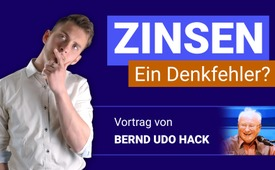 ZINSEN
Ein Denkfehler?
Vortrag von
BERND UDO HACK